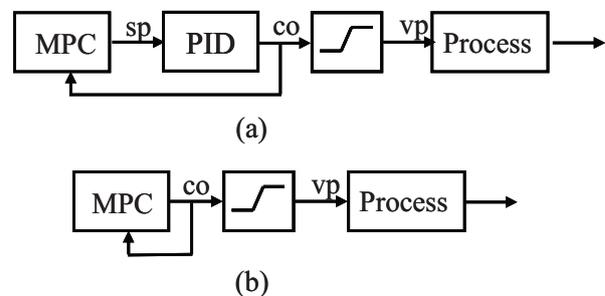 MPC sp PID co vp Process
(a)
MPC co vp Process
(b)